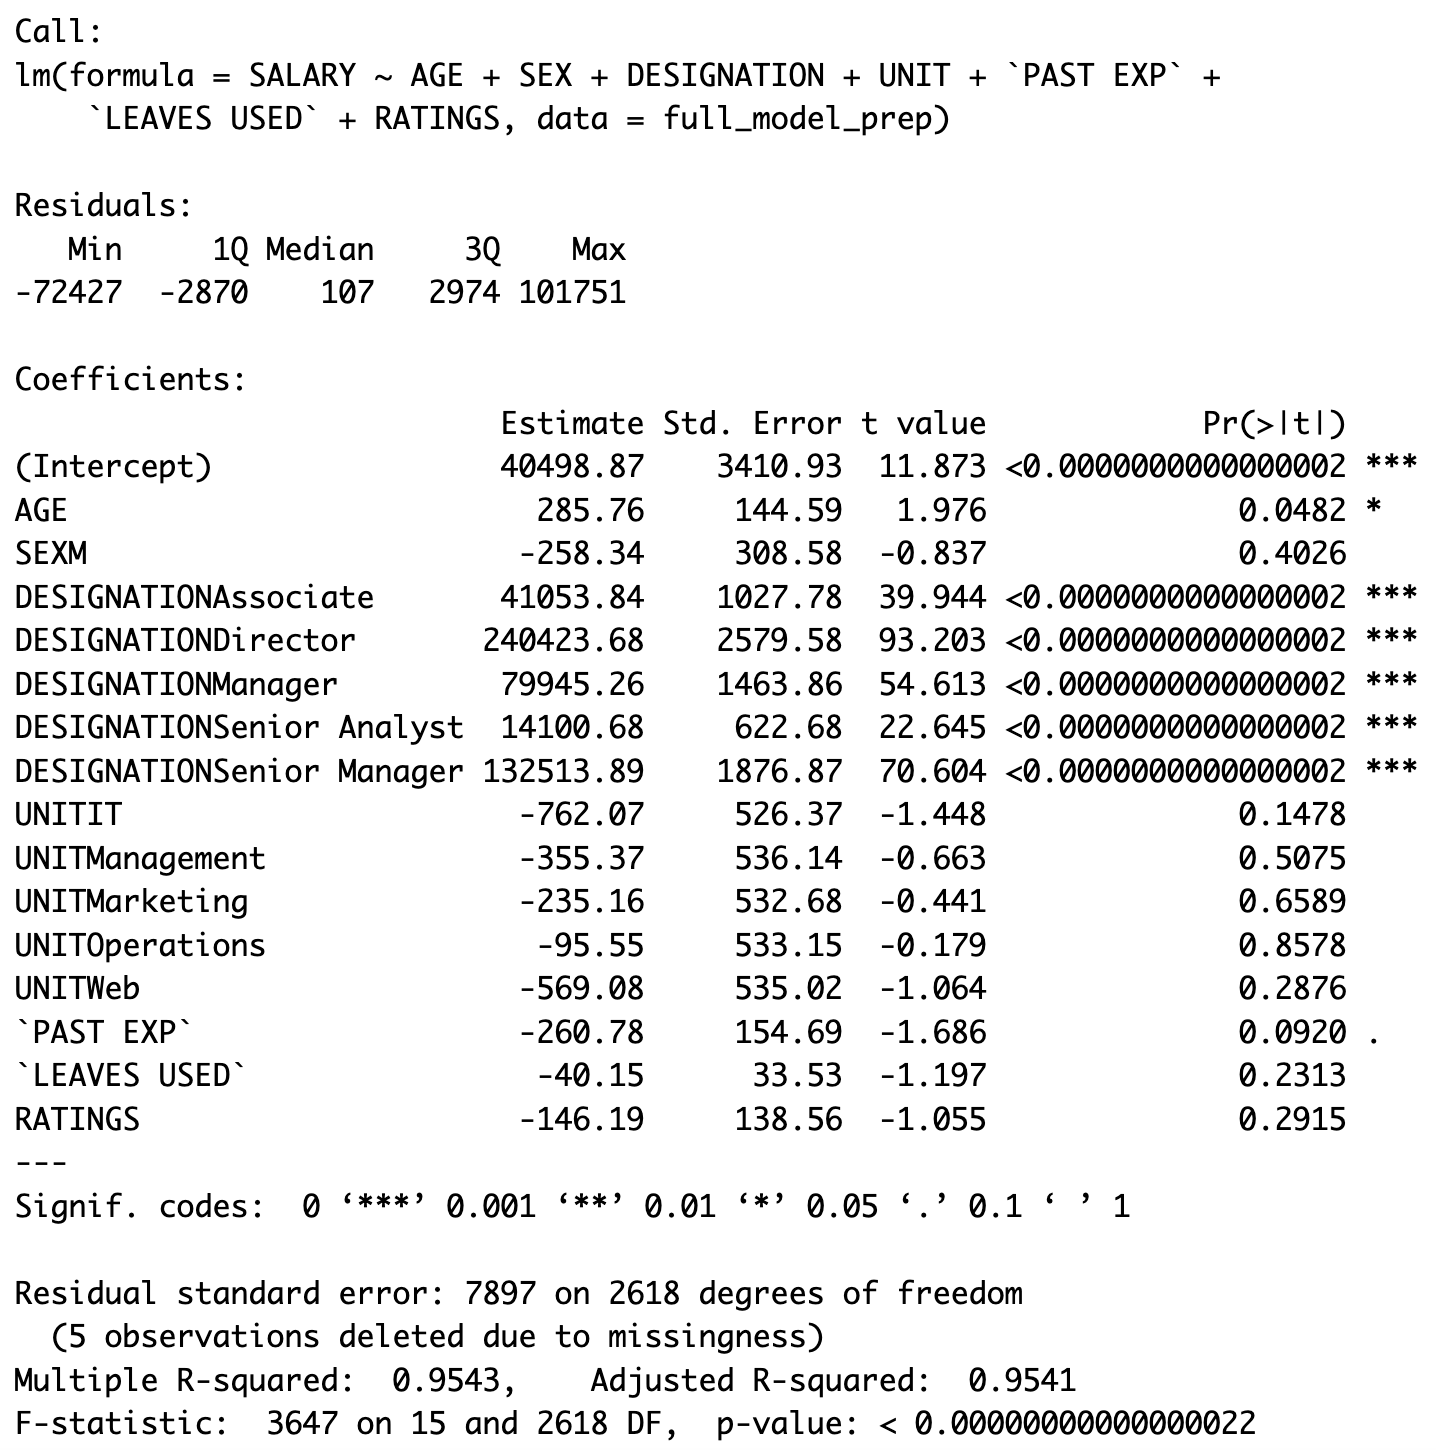 Call:
lm(formula = SALARY ~ AGE + SEX + DESIGNATION + UNIT + `PAST EXP` +
    `LEAVES USED` + RATINGS, data = full_model_prep)

Residuals:
   Min     1Q Median     3Q    Max
-72427  -2870    107   2974 101751

Coefficients:
                           Estimate Std. Error t value            Pr(>|t|)
(Intercept)                40498.87    3410.93  11.873 <0.0000000000000002 ***
AGE                          285.76     144.59   1.976              0.0482 *
SEXM                        -258.34     308.58  -0.837              0.4026
DESIGNATIONAssociate       41053.84    1027.78  39.944 <0.0000000000000002 ***
DESIGNATIONDirector       240423.68    2579.58  93.203 <0.0000000000000002 ***
DESIGNATIONManager         79945.26    1463.86  54.613 <0.0000000000000002 ***
DESIGNATIONSenior Analyst  14100.68     622.68  22.645 <0.0000000000000002 ***
DESIGNATIONSenior Manager 132513.89    1876.87  70.604 <0.0000000000000002 ***
UNITIT                      -762.07     526.37  -1.448              0.1478
UNITManagement              -355.37     536.14  -0.663              0.5075
UNITMarketing               -235.16     532.68  -0.441              0.6589
UNITOperations               -95.55     533.15  -0.179              0.8578
UNITWeb                     -569.08     535.02  -1.064              0.2876
`PAST EXP`                  -260.78     154.69  -1.686              0.0920 .
`LEAVES USED`                -40.15      33.53  -1.197              0.2313
RATINGS                     -146.19     138.56  -1.055              0.2915
---
Signif. codes:  0 ‘***’ 0.001 ‘**’ 0.01 ‘*’ 0.05 ‘.’ 0.1 ‘ ’ 1

Residual standard error: 7897 on 2618 degrees of freedom
  (5 observations deleted due to missingness)
Multiple R-squared:  0.9543,    Adjusted R-squared:  0.9541
F-statistic:  3647 on 15 and 2618 DF,  p-value: < 0.00000000000000022